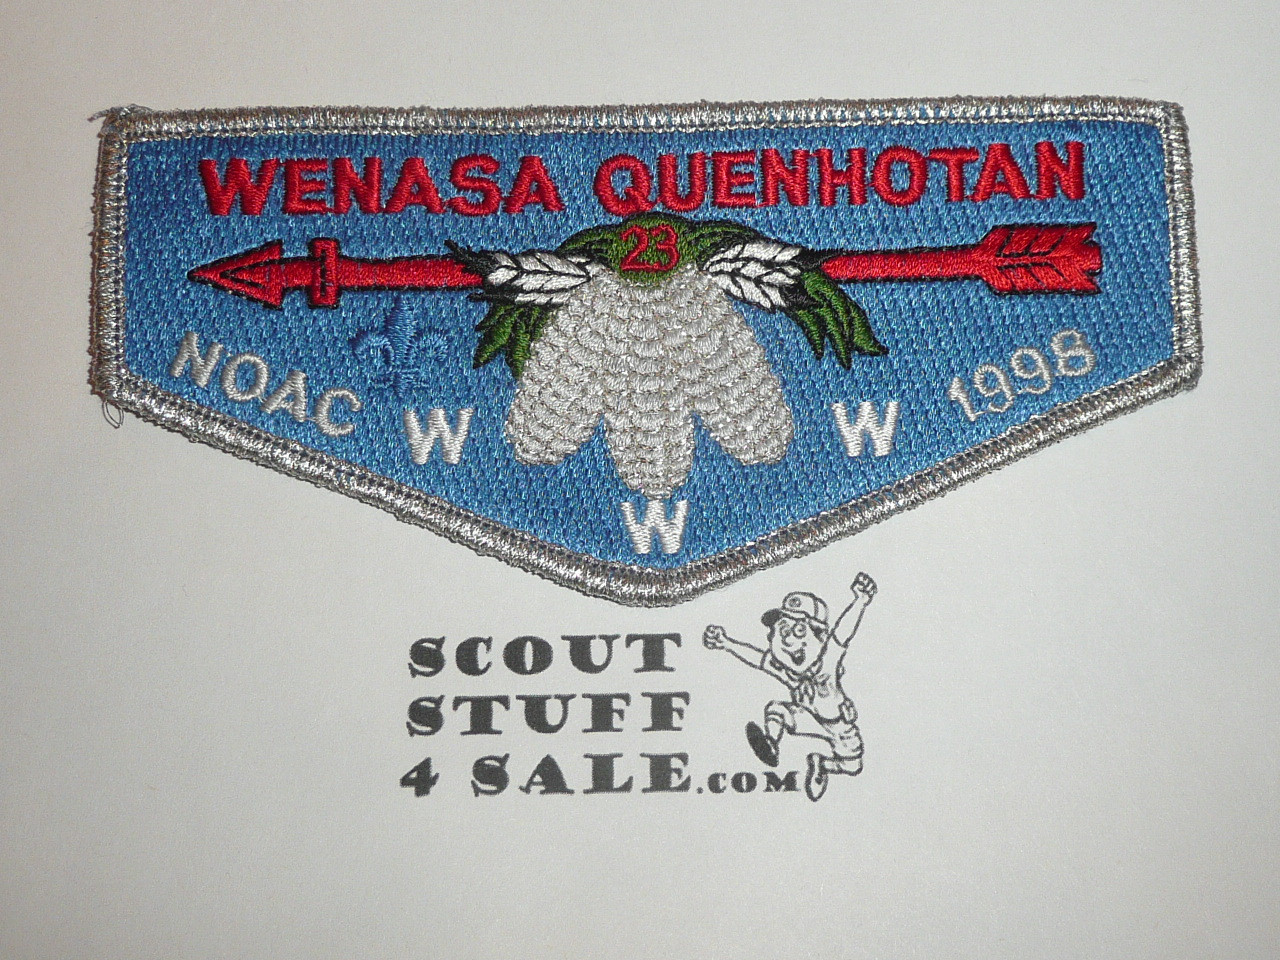 WENASA QUENHOTAN
23
NOAC 1998
W W
W
SCOUT
STUFF
4 SALE.COM